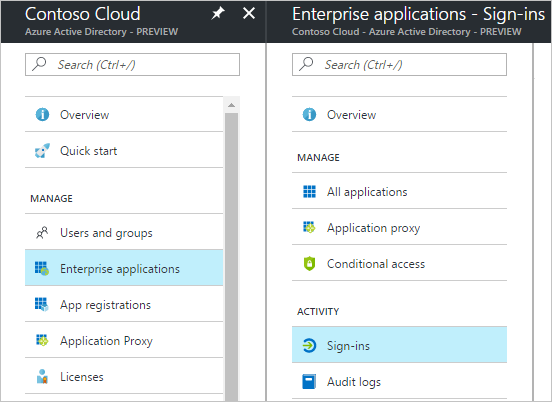 Contoso Cloud
Azure Active Directory - PREVIEW
Search (Ctrl+/)
Overview
Quick start
MANAGE
Users and groups
Enterprise applications
App registrations
Application Proxy
Licenses
Enterprise applications - Sign-ins
Contoso Cloud - Azure Active Directory - PREVIEW
Search (Ctrl+/)
Overview
MANAGE
All applications
Application proxy
Conditional access
ACTIVITY
Sign-ins
Audit logs